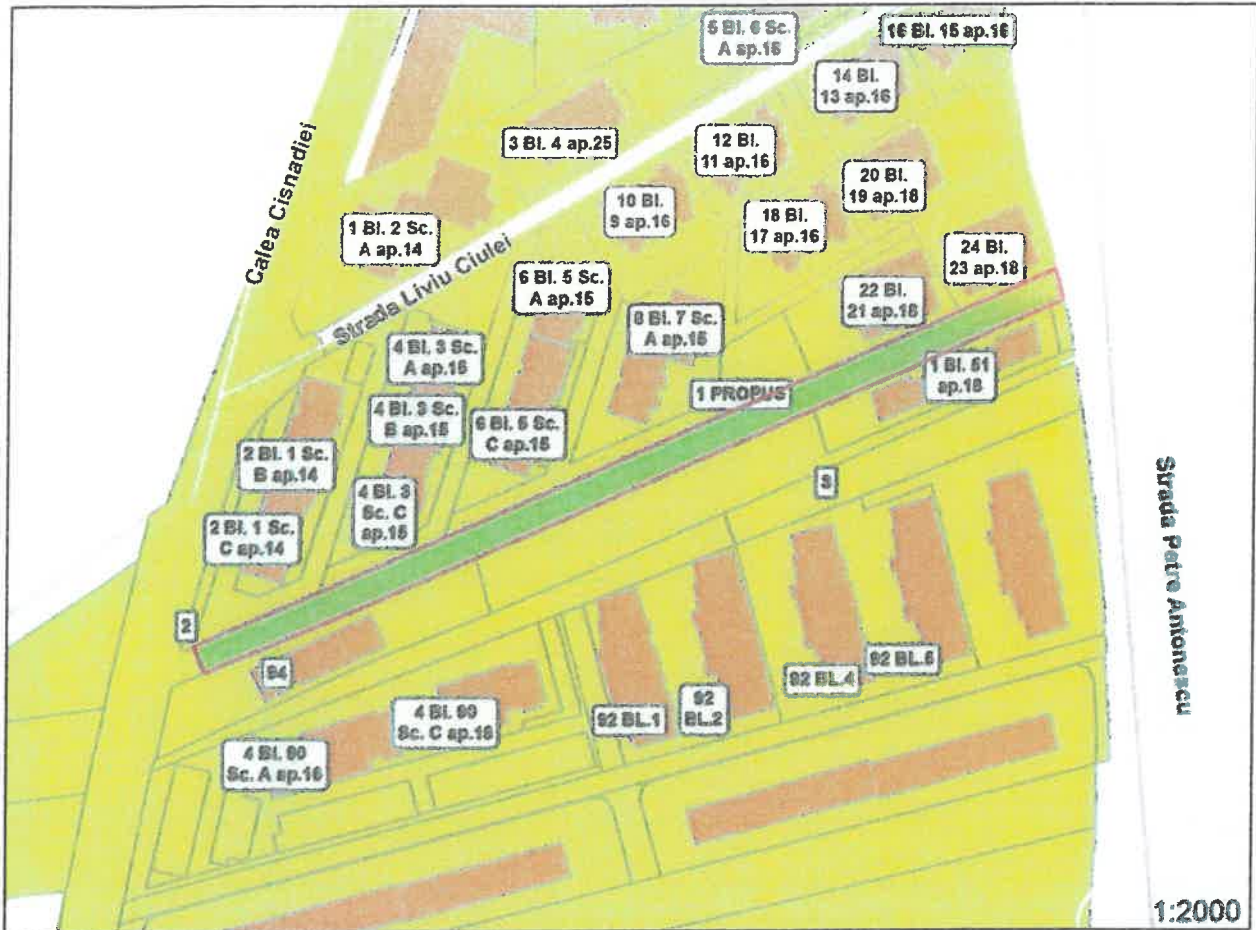 5 Bl. 6 Sc.
A ap.15
16 Bl. 15 ap.16
14 Bl.
13 ap.16
3 Bl. 4 ap.25
12 Bl.
11 ap.16
20 Bl.
19 ap.18
Calea Cisnadiei
10 Bl.
9 ap.16
18 Bl.
17 ap.16
1 Bl. 2 Sc.
A ap.14
24 Bl.
23 ap.18
Strada Liviu Ciulei
6 Bl. 5 Sc.
A ap.15
22 Bl.
21 ap.18
8 Bl. 7 Sc.
A ap.15
4 Bl. 3 Sc.
A ap.15
1 Bl. 51
ap.18
1 PROPUS
4 Bl. 3 Sc.
B ap.15
6 Bl. 5 Sc.
C ap.15
2 Bl. 1 Sc.
B ap.14
3
4 Bl. 3
Sc. C
ap.15
2 Bl. 1 Sc.
C ap.14
Strada Petre Antonescu
2
94
92 BL.5
92 BL.4
4 Bl. 90
Sc. C ap.16
92 BL.1
92
BL.2
4 Bl. 90
Sc. A ap.16
1:2000